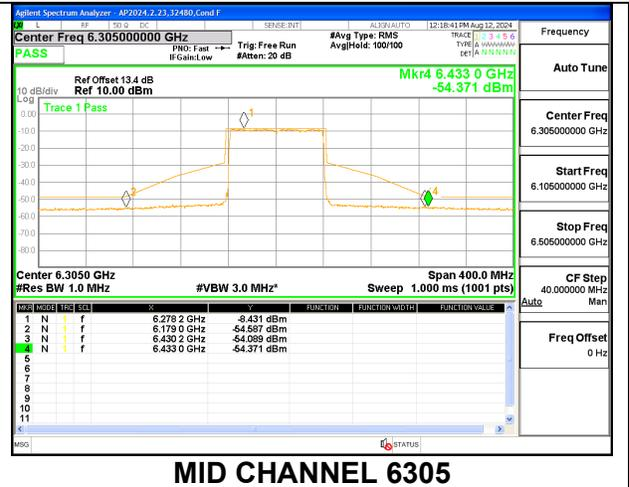 Agilent Spectrum Analyzer - AP2024.2.23,32480,Cond F
L RF 50 Ω DC SENSE:INT ALIGN AUTO 12:18:41 PM Aug 12, 2024
Center Freq 6.305000000 GHz #Avg Type: RMS TRACE 1 2 3 4 5 6 Frequency
PASS PNO: Fast Trig: Free Run Avg|Hold: 100/100 TYPE A WWWWW
IFGain:Low #Atten: 20 dB DET A N N N N N
Auto Tune
Mkr4 6.433 0 GHz
Ref Offset 13.4 dB
10 dB/div Ref 10.00 dBm -54.371 dBm
Log
Trace 1 Pass
0.00
-10.0
-20.0
-30.0
-40.0
-50.0
-60.0
-70.0
-80.0
1
2
4
Center Freq
6.305000000 GHz
Start Freq
6.105000000 GHz
Stop Freq
6.505000000 GHz
Center 6.3050 GHz Span 400.0 MHz
#Res BW 1.0 MHz #VBW 3.0 MHz* Sweep 1.000 ms (1001 pts)
CF Step
40.000000 MHz
Auto Man
Freq Offset
0 Hz
MKR MODE TRC SCL X Y FUNCTION FUNCTION WIDTH FUNCTION VALUE
1 N 1 f 6.278 2 GHz -8.431 dBm
2 N 1 f 6.179 0 GHz -54.587 dBm
3 N 1 f 6.430 2 GHz -54.089 dBm
4 N 1 f 6.433 0 GHz -54.371 dBm
5
6
7
8
9
10
11
MSG STATUS
MID CHANNEL 6305